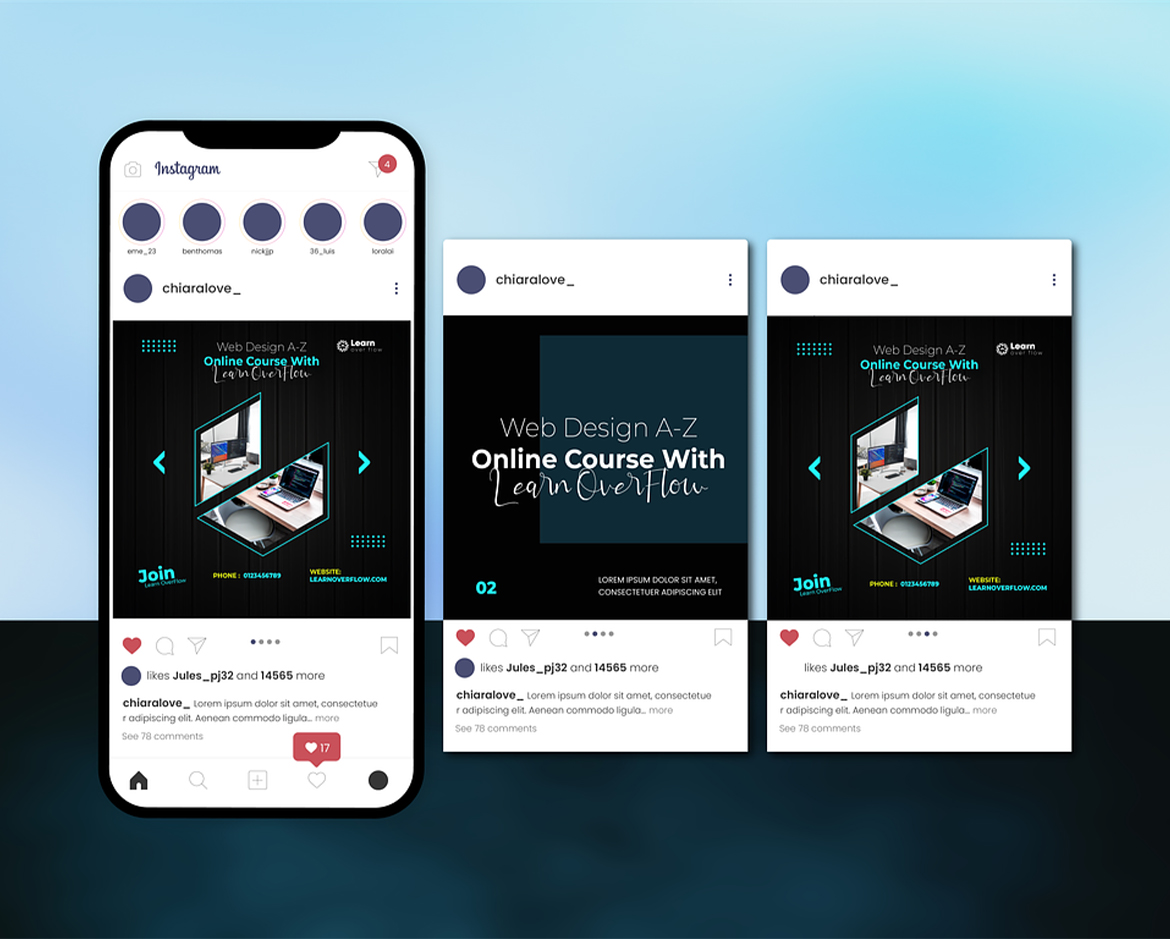 Instagram
4
eme_23
benthomas
nickjjp
36_luis
loralai
chiaralove_
Web Design A-Z
Online Course With
Learn OverFlow
Learn
over flow
Join
Learn OverFlow
PHONE : 0123456789
WEBSITE:
LEARNOVERFLOW.COM
likes Jules_pj32 and 14565 more
chiaralove_ Lorem ipsum dolor sit amet, consectetue
r adipiscing elit. Aenean commodo ligula... more
See 78 comments
17
chiaralove_
Web Design A-Z
Online Course With
Learn OverFlow
02
LOREM IPSUM DOLOR SIT AMET,
CONSECTETUER ADIPISCING ELIT
likes Jules_pj32 and 14565 more
chiaralove_ Lorem ipsum dolor sit amet, consectetue
r adipiscing elit. Aenean commodo ligula... more
See 78 comments
chiaralove_
Web Design A-Z
Online Course With
Learn OverFlow
Learn
over flow
Join
Learn OverFlow
PHONE : 0123456789
WEBSITE:
LEARNOVERFLOW.COM
likes Jules_pj32 and 14565 more
chiaralove_ Lorem ipsum dolor sit amet, consectetue
r adipiscing elit. Aenean commodo ligula... more
See 78 comments